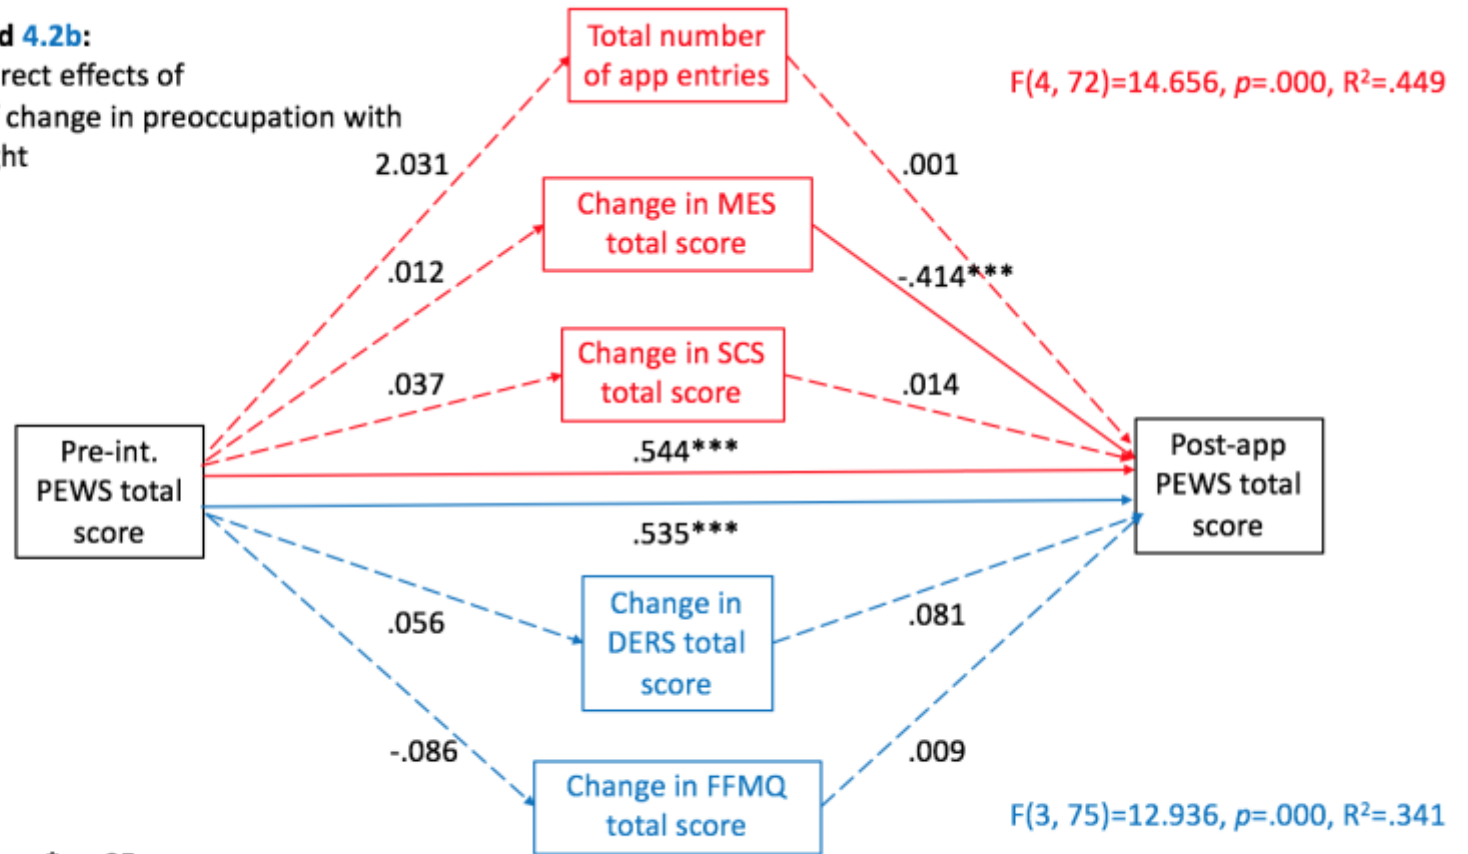 d 4.2b:
rect effects of
change in preoccupation with
ht
Total number
of app entries
F(4, 72)=14.656, p=.000, R²=.449
2.031
.001
Change in MES
total score
.012
-.414***
Change in SCS
total score
.037
.014
.544***
Pre-int.
PEWS total
score
Post-app
PEWS total
score
.535***
Change in
DERS total
score
.056
.081
-.086
.009
Change in FFMQ
total score
F(3, 75)=12.936, p=.000, R²=.341